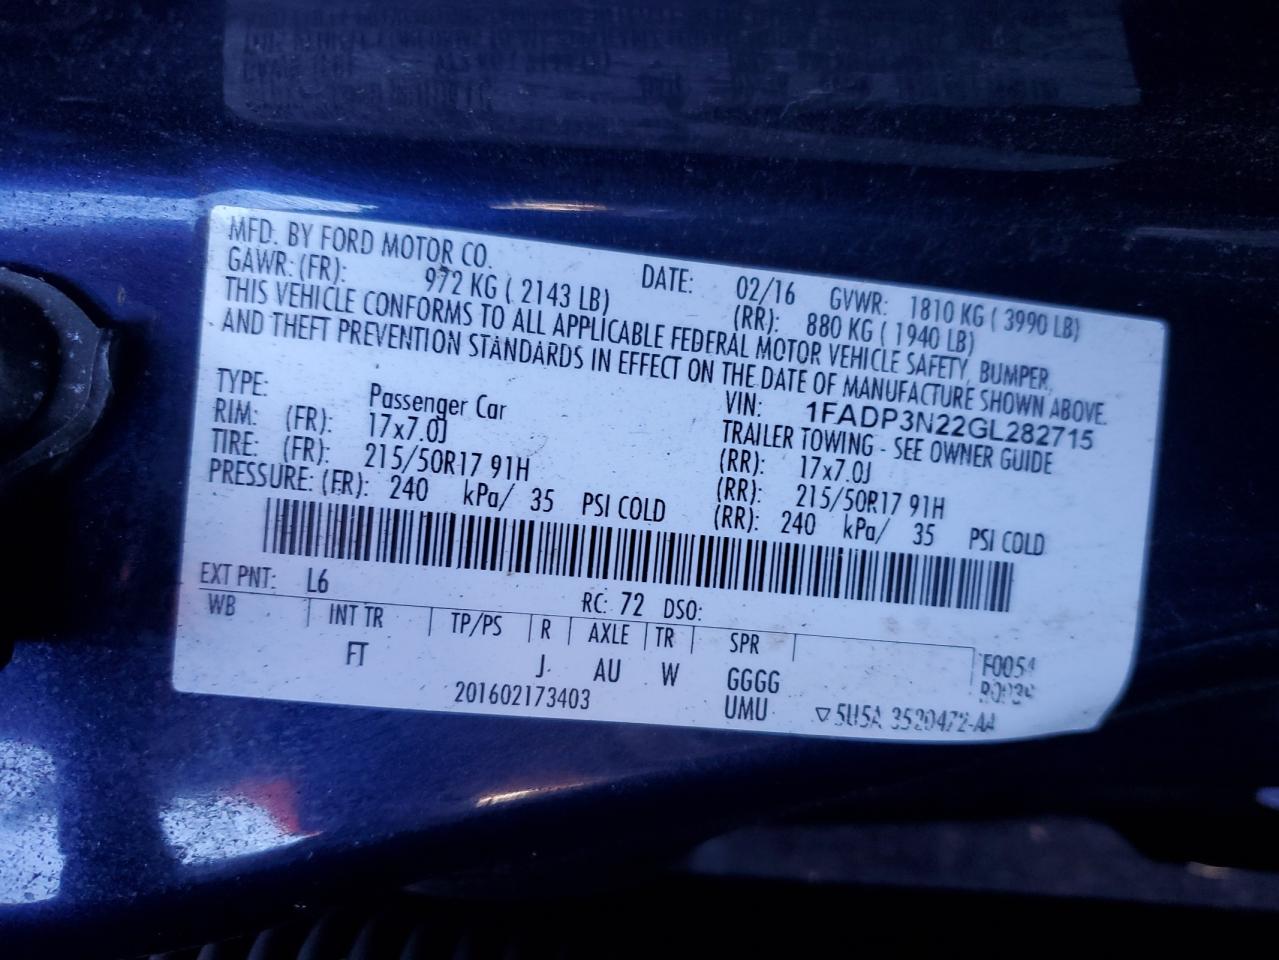 MFD. BY FORD MOTOR CO. DATE: 02/16 GVWR: 1810 KG ( 3990 LB)
GAWR: (FR): 972 KG ( 2143 LB) (RR): 880 KG ( 1940 LB)
THIS VEHICLE CONFORMS TO ALL APPLICABLE FEDERAL MOTOR VEHICLE SAFETY, BUMPER,
AND THEFT PREVENTION STANDARDS IN EFFECT ON THE DATE OF MANUFACTURE SHOWN ABOVE.
VIN: 1FADP3N22GL282715
TYPE: Passenger Car TRAILER TOWING - SEE OWNER GUIDE
RIM: (FR): 17x7.0J (RR): 17x7.0J
TIRE: (FR): 215/50R17 91H (RR): 215/50R17 91H
PRESSURE: (FR): 240 kPa/ 35 PSI COLD (RR): 240 kPa/ 35 PSI COLD
EXT PNT: L6 RC: 72 DSO:
WB INT TR TP/PS R AXLE TR SPR
FT J. AU W GGGG F0054
201602173403 UMU ▽ 5U5A 3520472-AA